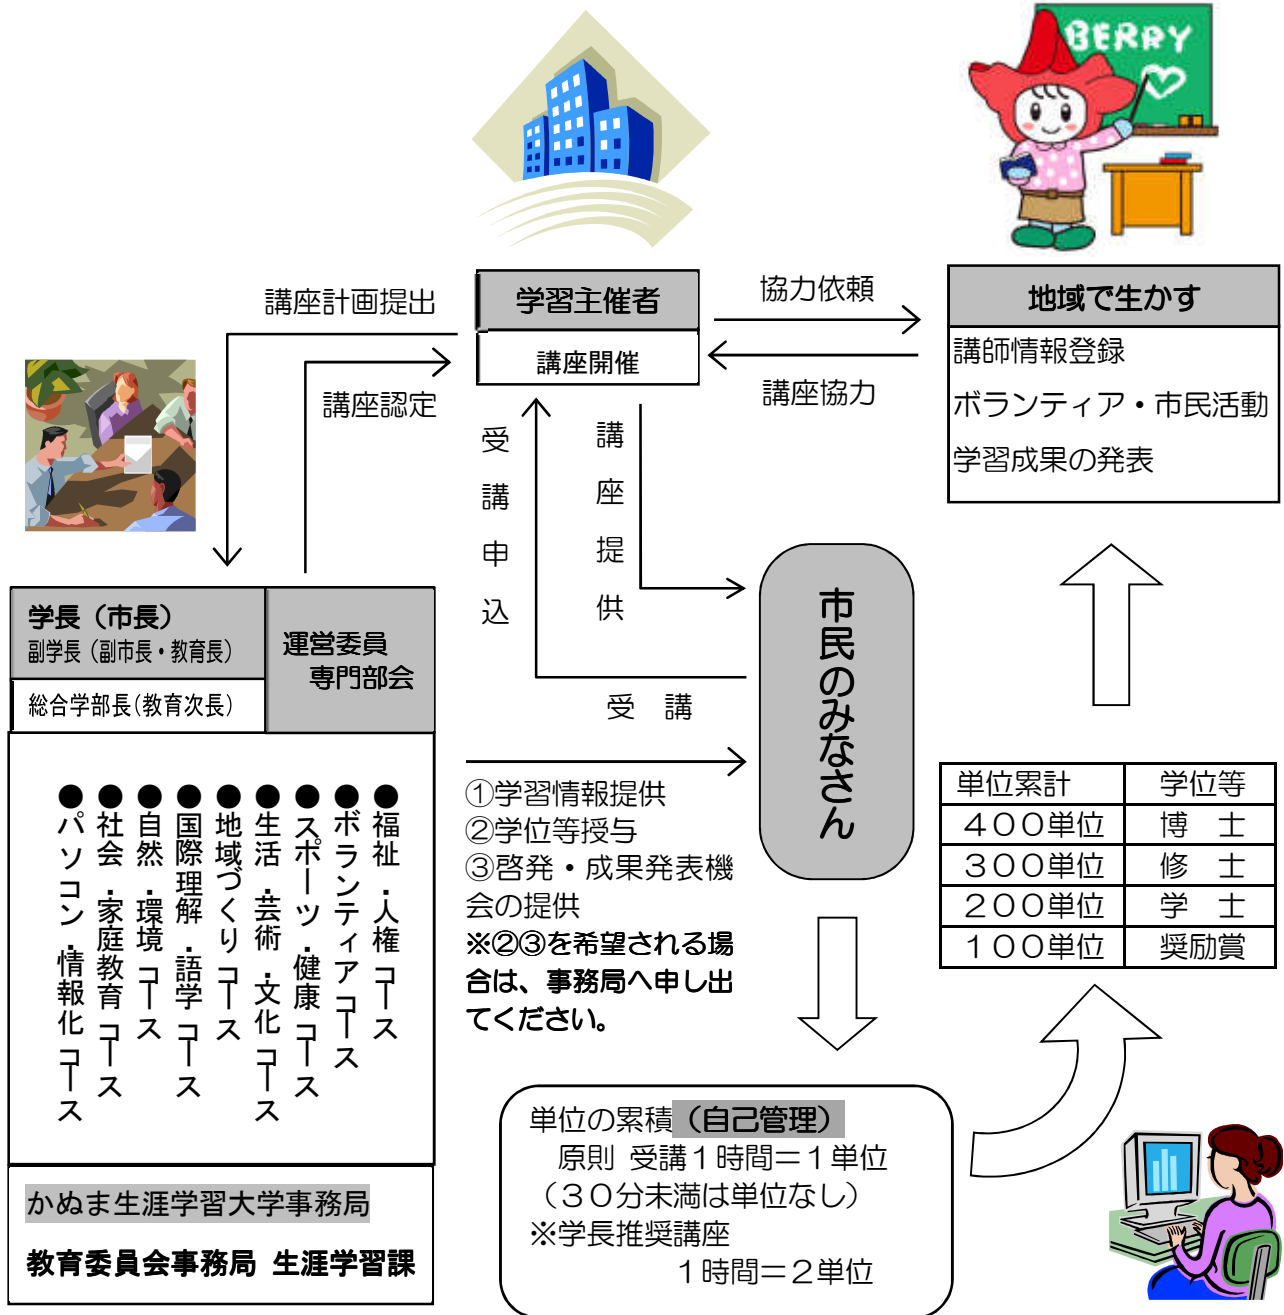 BERRY
講座計画提出
学習主催者
講座開催
協力依頼
講座協力
地域で生かす
講師情報登録
ボランティア・市民活動
学習成果の発表
講座認定
受講申込
講座提供
学長（市長）
副学長（副市長・教育長）
総合学部長（教育次長）
運営委員
専門部会
市民のみなさん
受　講
①学習情報提供
②学位等授与
③啓発・成果発表機
会の提供
※②③を希望される場
合は、事務局へ申し出
てください。
●福祉・人権コース
●ボランティアコース
●スポーツ・健康コース
●生活・芸術・文化コース
●地域づくりコース
●国際理解・語学コース
●自然・環境コース
●社会・家庭教育コース
●パソコン・情報化コース
かぬま生涯学習大学事務局
教育委員会事務局 生涯学習課
単位累計 学位等
４００単位 博　士
３００単位 修　士
２００単位 学　士
１００単位 奨励賞
単位の累積（自己管理）
原則 受講１時間＝１単位
（３０分未満は単位なし）
※学長推奨講座
１時間＝２単位